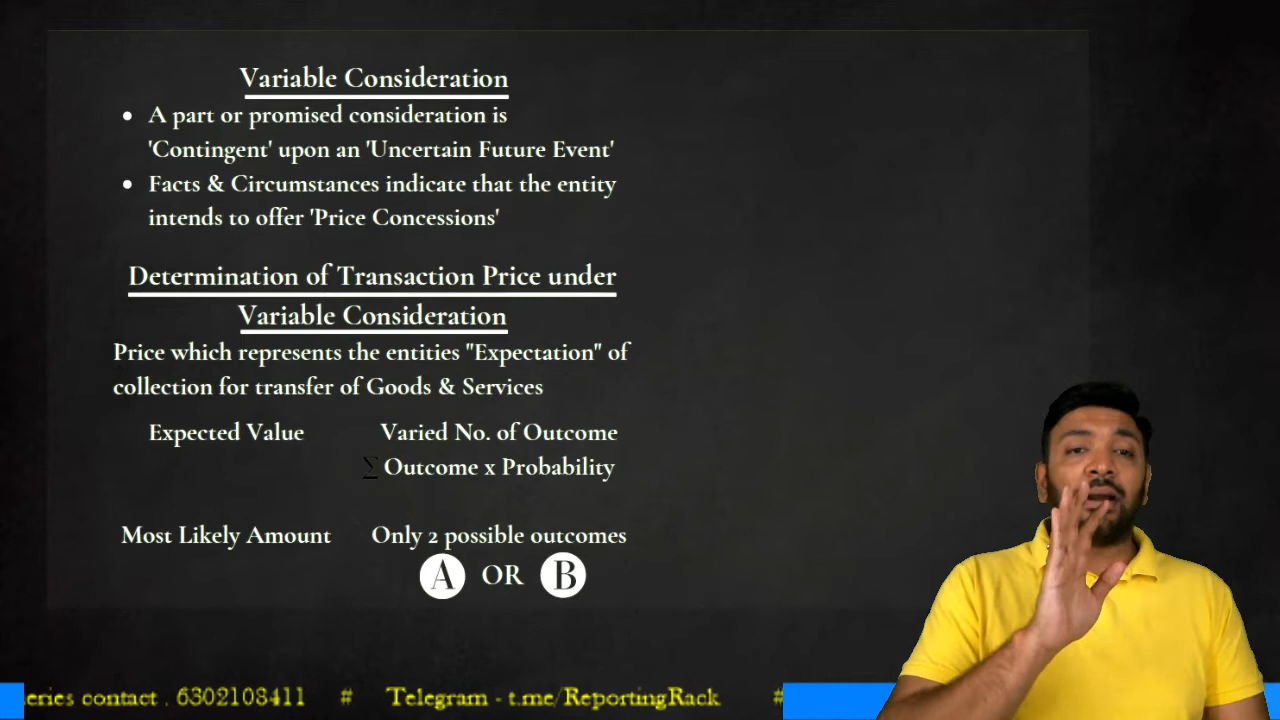 Variable Consideration
• A part or promised consideration is
'Contingent' upon an 'Uncertain Future Event'
• Facts & Circumstances indicate that the entity
intends to offer 'Price Concessions'
Determination of Transaction Price under
Variable Consideration
Price which represents the entities "Expectation" of
collection for transfer of Goods & Services
Expected Value Varied No. of Outcome
Σ Outcome x Probability
Most Likely Amount Only 2 possible outcomes
A OR B
contact . 6302108411 # Telegram - t.me/ReportingRack #